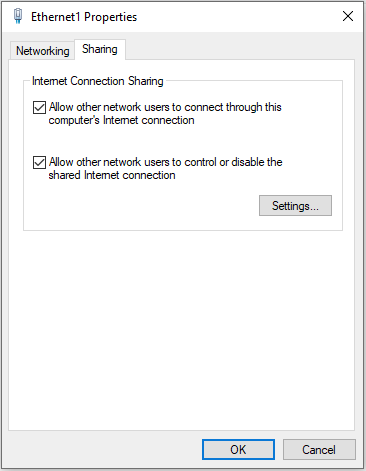 Ethernet1 Properties
Networking
Sharing
Internet Connection Sharing
Allow other network users to connect through this
computer's Internet connection
Allow other network users to control or disable the
shared Internet connection
Settings...
OK
Cancel